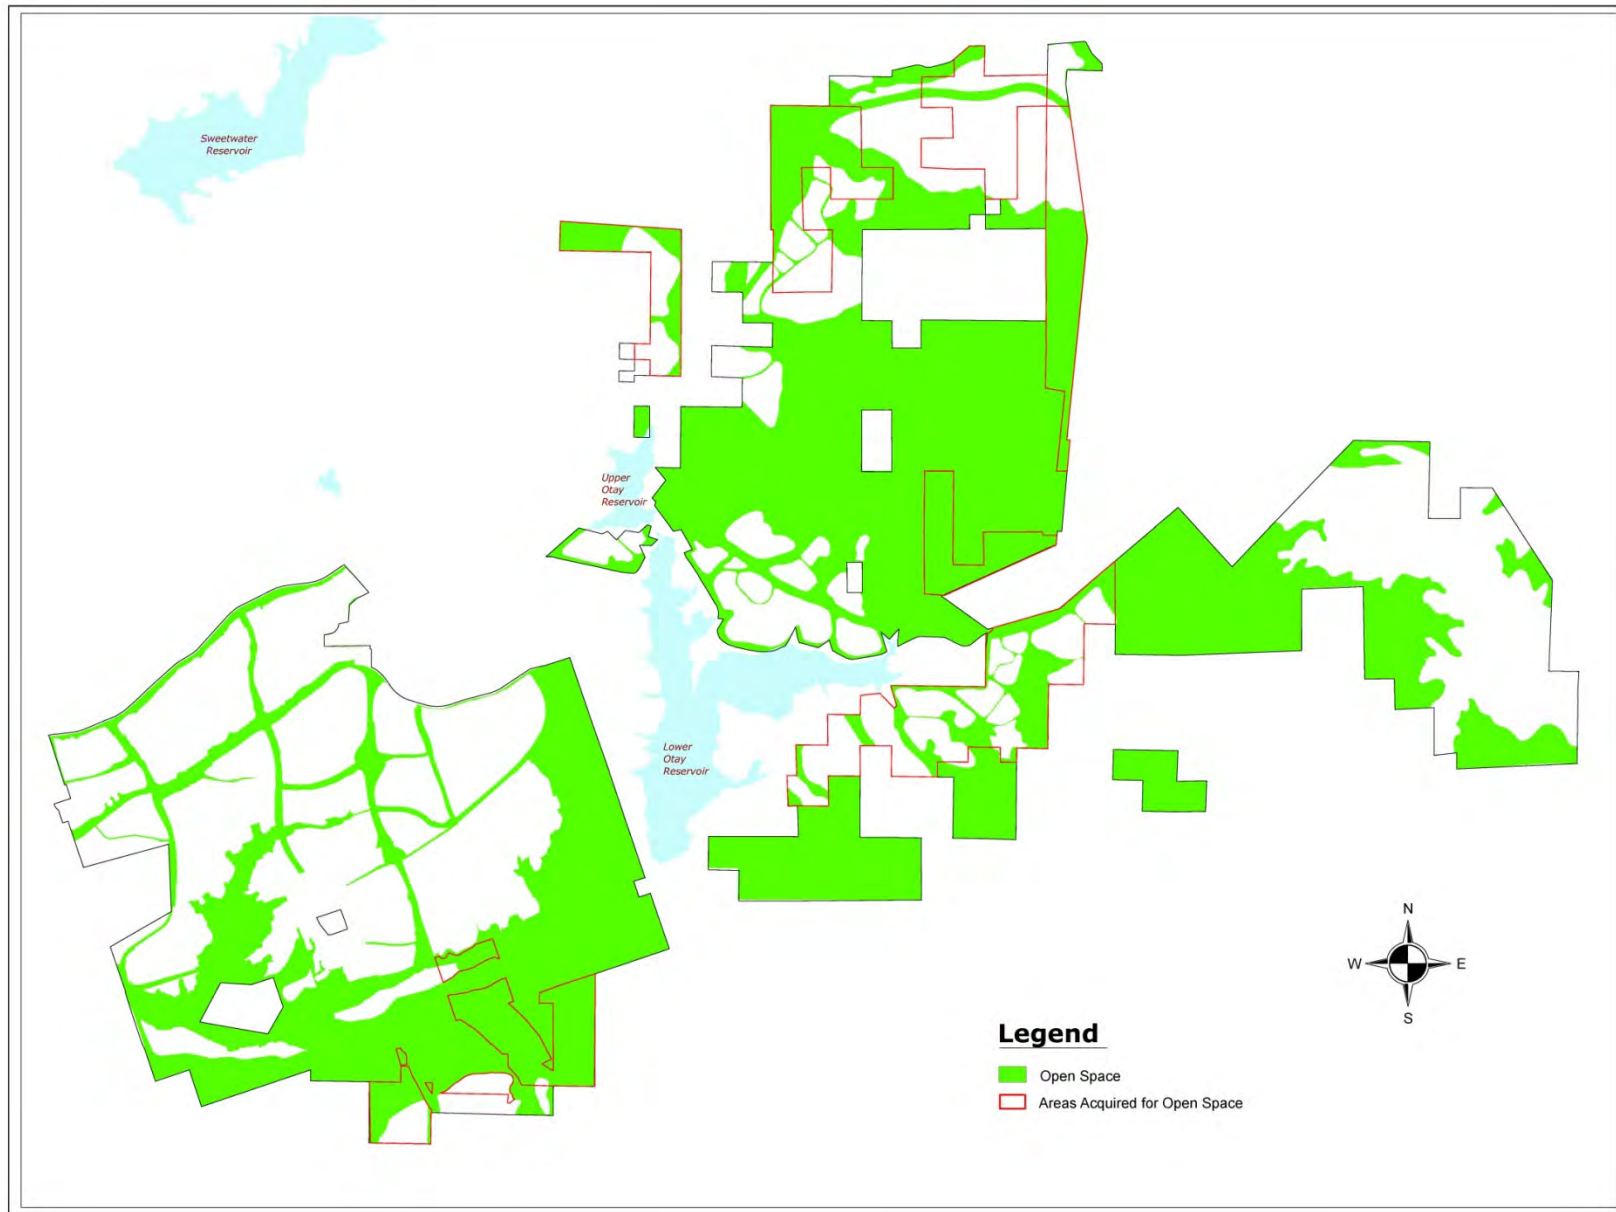 Sweetwater
Reservoir
Upper
Otay
Reservoir
Lower
Otay
Reservoir
N
W
E
S
Legend
Open Space
Areas Acquired for Open Space